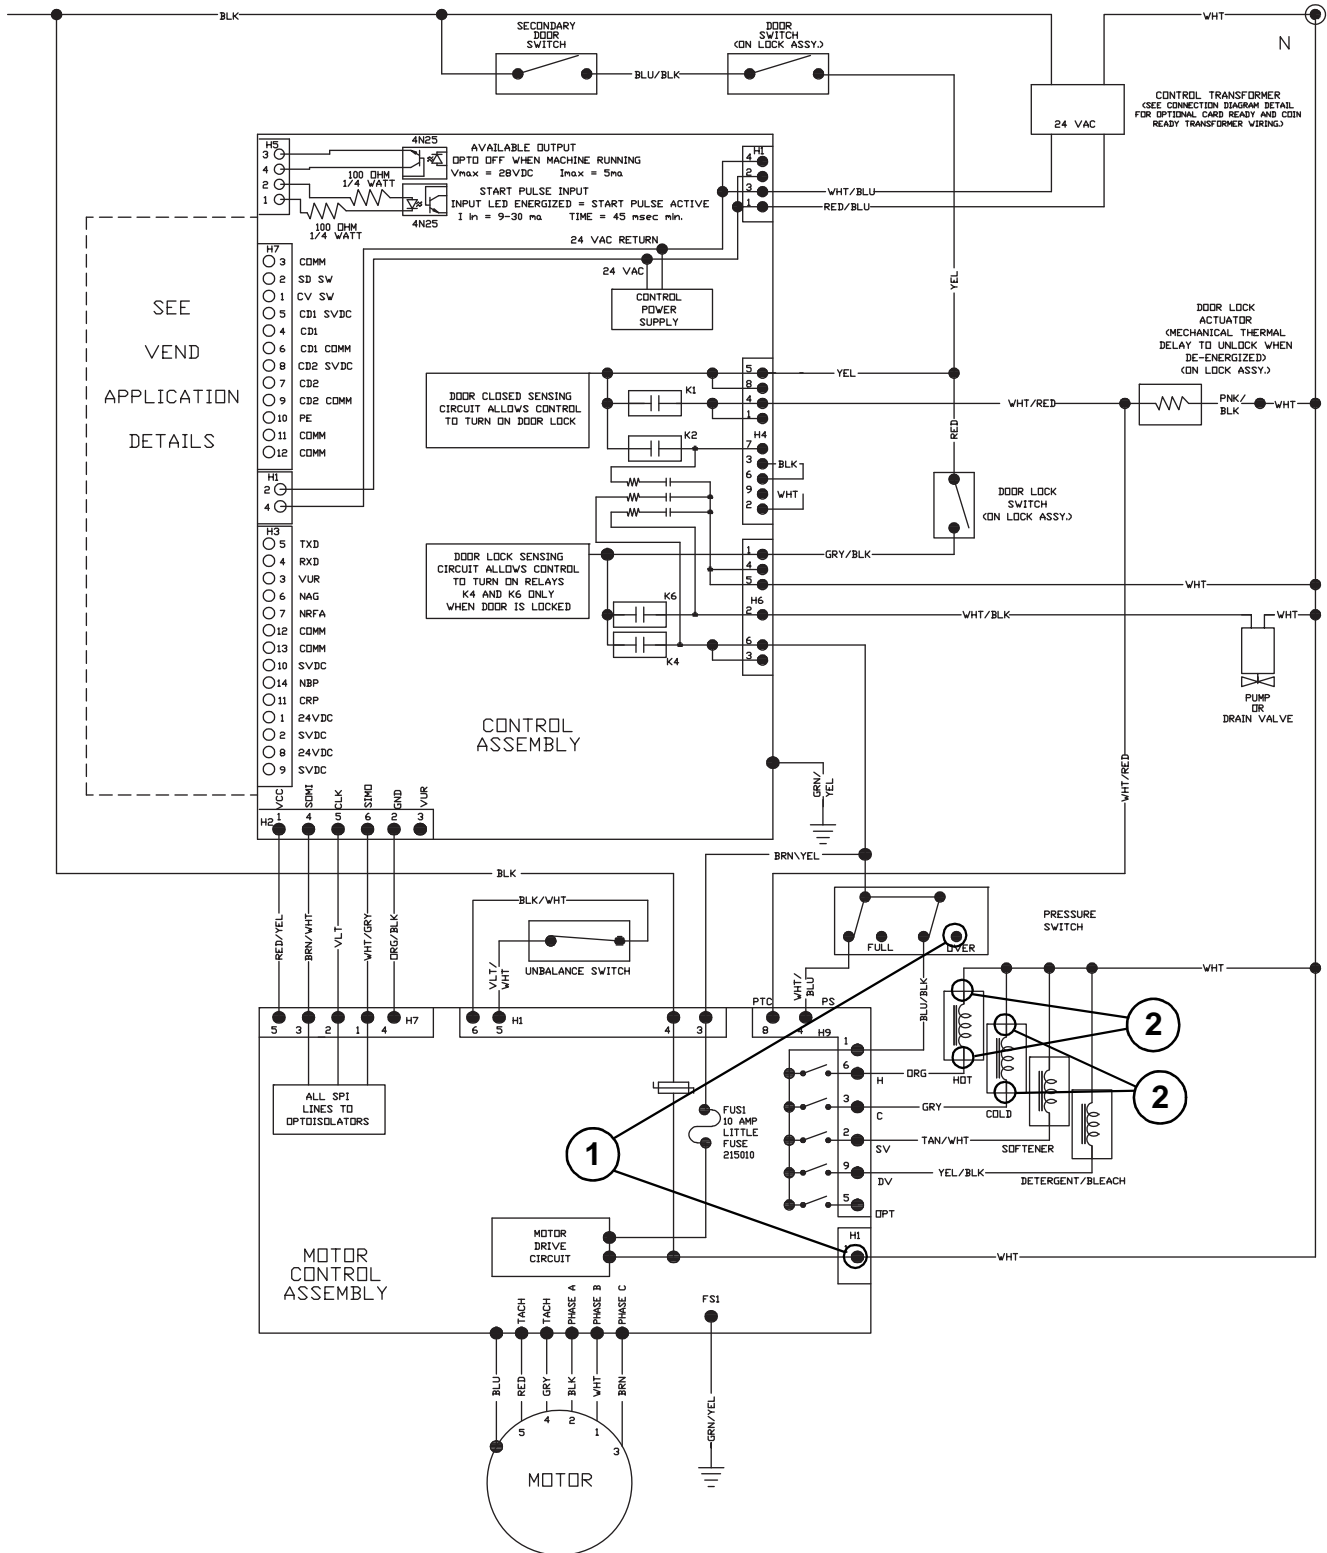 BLK
WHT
N
SECONDARY
DOOR
SWITCH
DOOR
SWITCH
(ON LOCK ASSY.)
BLU/BLK
CONTROL TRANSFORMER
(SEE CONNECTION DIAGRAM DETAIL
FOR OPTIONAL CARD READY AND COIN
READY TRANSFORMER WIRING.)
24 VAC
H5
3
4
2
1
4N25
AVAILABLE OUTPUT
OPTO OFF WHEN MACHINE RUNNING
Vmax = 28VDC Imax = 5ma
100 OHM
1/4 WATT
START PULSE INPUT
INPUT LED ENERGIZED = START PULSE ACTIVE
I in = 9-30 ma TIME = 45 msec min.
4N25
100 OHM
1/4 WATT
H1
4
2
3
1
WHT/BLU
RED/BLU
24 VAC RETURN
24 VAC
CONTROL
POWER
SUPPLY
YEL
SEE
VEND
APPLICATION
DETAILS
H7
3 COMM
2 SD SW
1 CV SW
5 CD1 SVDC
4 CD1
6 CD1 COMM
8 CD2 SVDC
7 CD2
9 CD2 COMM
10 PE
11 COMM
12 COMM
H1
2
4
H3
5 TXD
4 RXD
3 VUR
6 NAG
7 NRFA
12 COMM
13 COMM
10 SVDC
14 NBP
11 CRP
1 24VDC
2 SVDC
8 24VDC
9 SVDC
DOOR LOCK
ACTUATOR
(MECHANICAL THERMAL
DELAY TO UNLOCK WHEN
DE-ENERGIZED)
(ON LOCK ASSY.)
DOOR CLOSED SENSING
CIRCUIT ALLOWS CONTROL
TO TURN ON DOOR LOCK
K1
K2
5
8
4
1
H4
7
3
6
9
2
YEL
WHT/RED
PNK/
BLK
WHT
BLK
WHT
RED
DOOR LOCK
SWITCH
(ON LOCK ASSY.)
DOOR LOCK SENSING
CIRCUIT ALLOWS CONTROL
TO TURN ON RELAYS
K4 AND K6 ONLY
WHEN DOOR IS LOCKED
K6
K4
1
4
5
H6
2
6
3
GRY/BLK
WHT
WHT/BLK
WHT
PUMP
OR
DRAIN VALVE
CONTROL
ASSEMBLY
GRN/
YEL
WHT/RED
VCC
SOMI
CLK
SIMO
GND
VUR
H2
1
4
5
6
2
3
BRN\YEL
BLK
RED/YEL
BRN/WHT
VLT
WHT/GRY
ORG/BLK
BLK/WHT
UNBALANCE SWITCH
VLT/
WHT
FULL
OVER
PRESSURE
SWITCH
WHT
WHT/
BLU
BLU/BLK
5
3
2
1
4
H7
6
5
H1
4
3
PTC
8
4
PS
H9
ALL SPI
LINES TO
OPTOISOLATORS
1
6
H
ORG
3
C
GRY
2
SV
TAN/WHT
9
DV
YEL/BLK
5
OPT
HOT
COLD
SOFTENER
DETERGENT/BLEACH
2
2
FUS1
10 AMP
LITTLE
FUSE
215010
1
H1
WHT
MOTOR
DRIVE
CIRCUIT
MOTOR
CONTROL
ASSEMBLY
TACH
TACH
PHASE A
PHASE B
PHASE C
FS1
BLU
RED
GRY
BLK
WHT
BRN
GRN/YEL
5
4
2
1
3
MOTOR